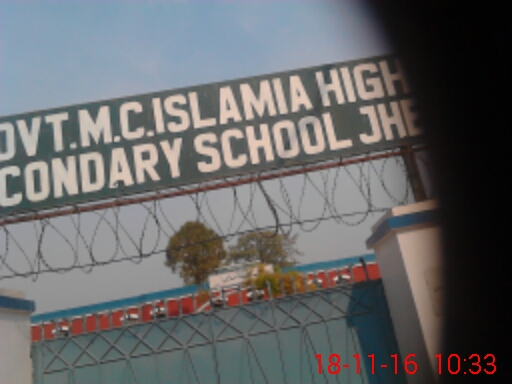 OVT.M.C.ISLAMIA HIGH
CONDARY SCHOOL JHE
18-11-16 10:33